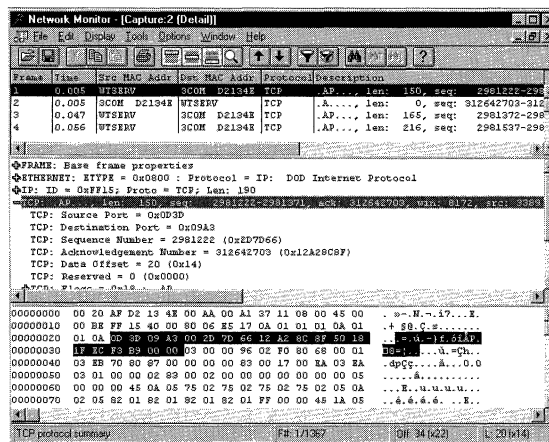 Network Monitor - [Capture:2 (Detail)]
File Edit Display Tools Options Window Help
Frame Time Src MAC Addr Dst MAC Addr Protocol Description
1 0.005 WTSERV 3COM D2134E TCP .AP..., len: 150, seq: 2981222-298
2 0.005 3COM D2134E WTSERV TCP .A...., len: 0, seq: 312642703-312
3 0.047 WTSERV 3COM D2134E TCP .AP..., len: 165, seq: 2981372-298
4 0.056 WTSERV 3COM D2134E TCP .AP..., len: 216, seq: 2981537-298
FRAME: Base frame properties
ETHERNET: ETYPE = 0x0800 : Protocol = IP: DOD Internet Protocol
IP: ID = 0xFF15; Proto = TCP; Len: 190
TCP: .AP..., len: 150, seq: 2981222-2981371, ack: 312642703, win: 8172, src: 3389
TCP: Source Port = 0x0D3D
TCP: Destination Port = 0x09A3
TCP: Sequence Number = 2981222 (0x2D7D66)
TCP: Acknowledgement Number = 312642703 (0x12A28C8F)
TCP: Data Offset = 20 (0x14)
TCP: Reserved = 0 (0x0000)
TCP: Flags = 0x18 : .AP...
00000000 00 20 AF D2 13 4E 00 AA 00 A1 37 11 08 00 45 00
00000010 00 BE FF 15 40 00 80 06 E5 17 0A 01 01 01 0A 01
00000020 01 0A 0D 3D 09 A3 00 2D 7D 66 12 A2 8C 8F 50 18
00000030 1F EC F3 B9 00 00 03 00 00 96 02 F0 80 68 00 01
00000040 03 EB 70 80 87 00 00 00 00 00 83 00 17 00 EA 03 EA
00000050 03 01 00 00 02 83 00 02 00 00 00 00 00 00 05
00000060 00 00 00 45 0A 05 75 02 75 02 75 02 75 02 05 0A
00000070 02 05 82 01 82 01 82 01 82 01 FF 00 00 45 1A 05
TCP protocol summary F#: 1/1367 Off: 34 (x22) L: 20 (x14)